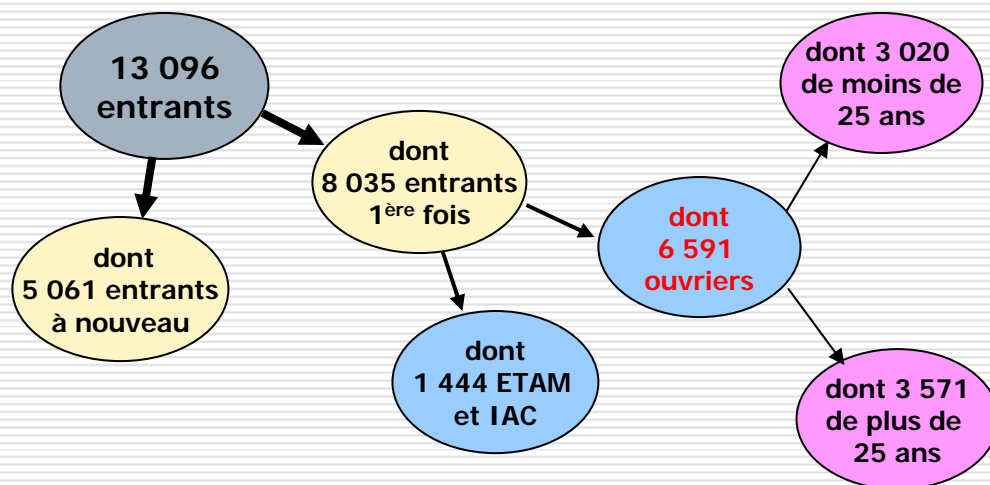 13 096
entrants
dont
5 061 entrants
à nouveau
dont
8 035 entrants
1ère fois
dont
1 444 ETAM
et IAC
dont
6 591
ouvriers
dont 3 020
de moins de
25 ans
dont 3 571
de plus de
25 ans